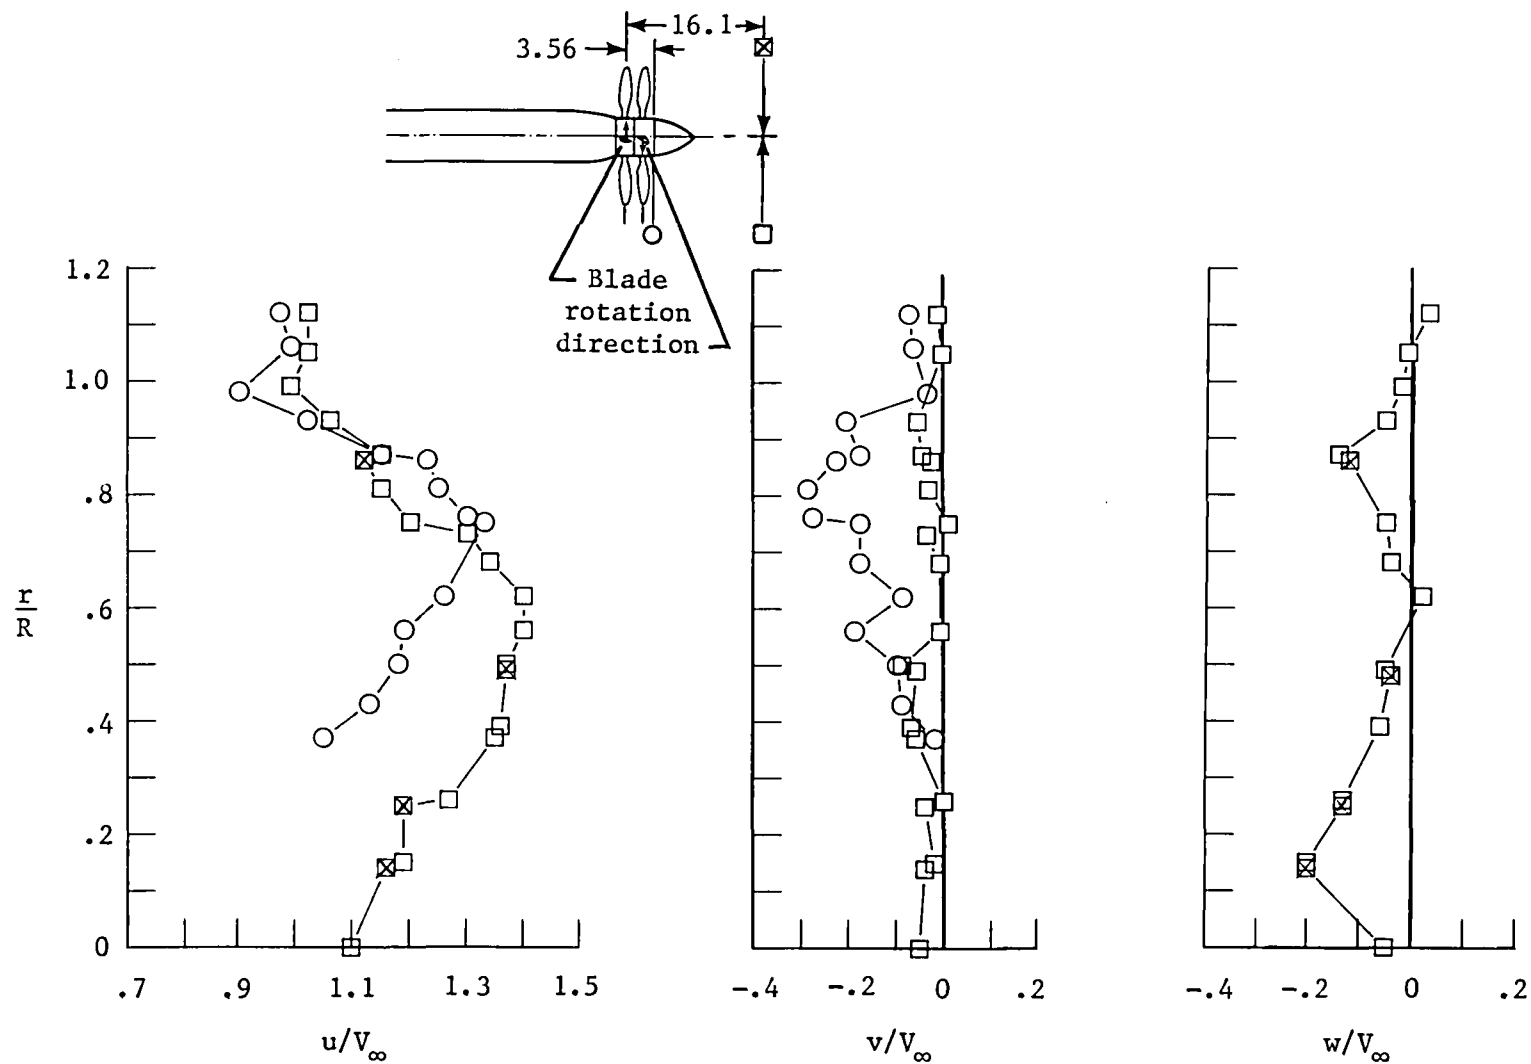 16.1
3.56
Blade
rotation
direction
1.2
1.0
.8
.6
.4
.2
0
r
R
.7 .9 1.1 1.3 1.5
u/V∞
-.4 -.2 0 .2
v/V∞
-.4 -.2 0 0.2
w/V∞